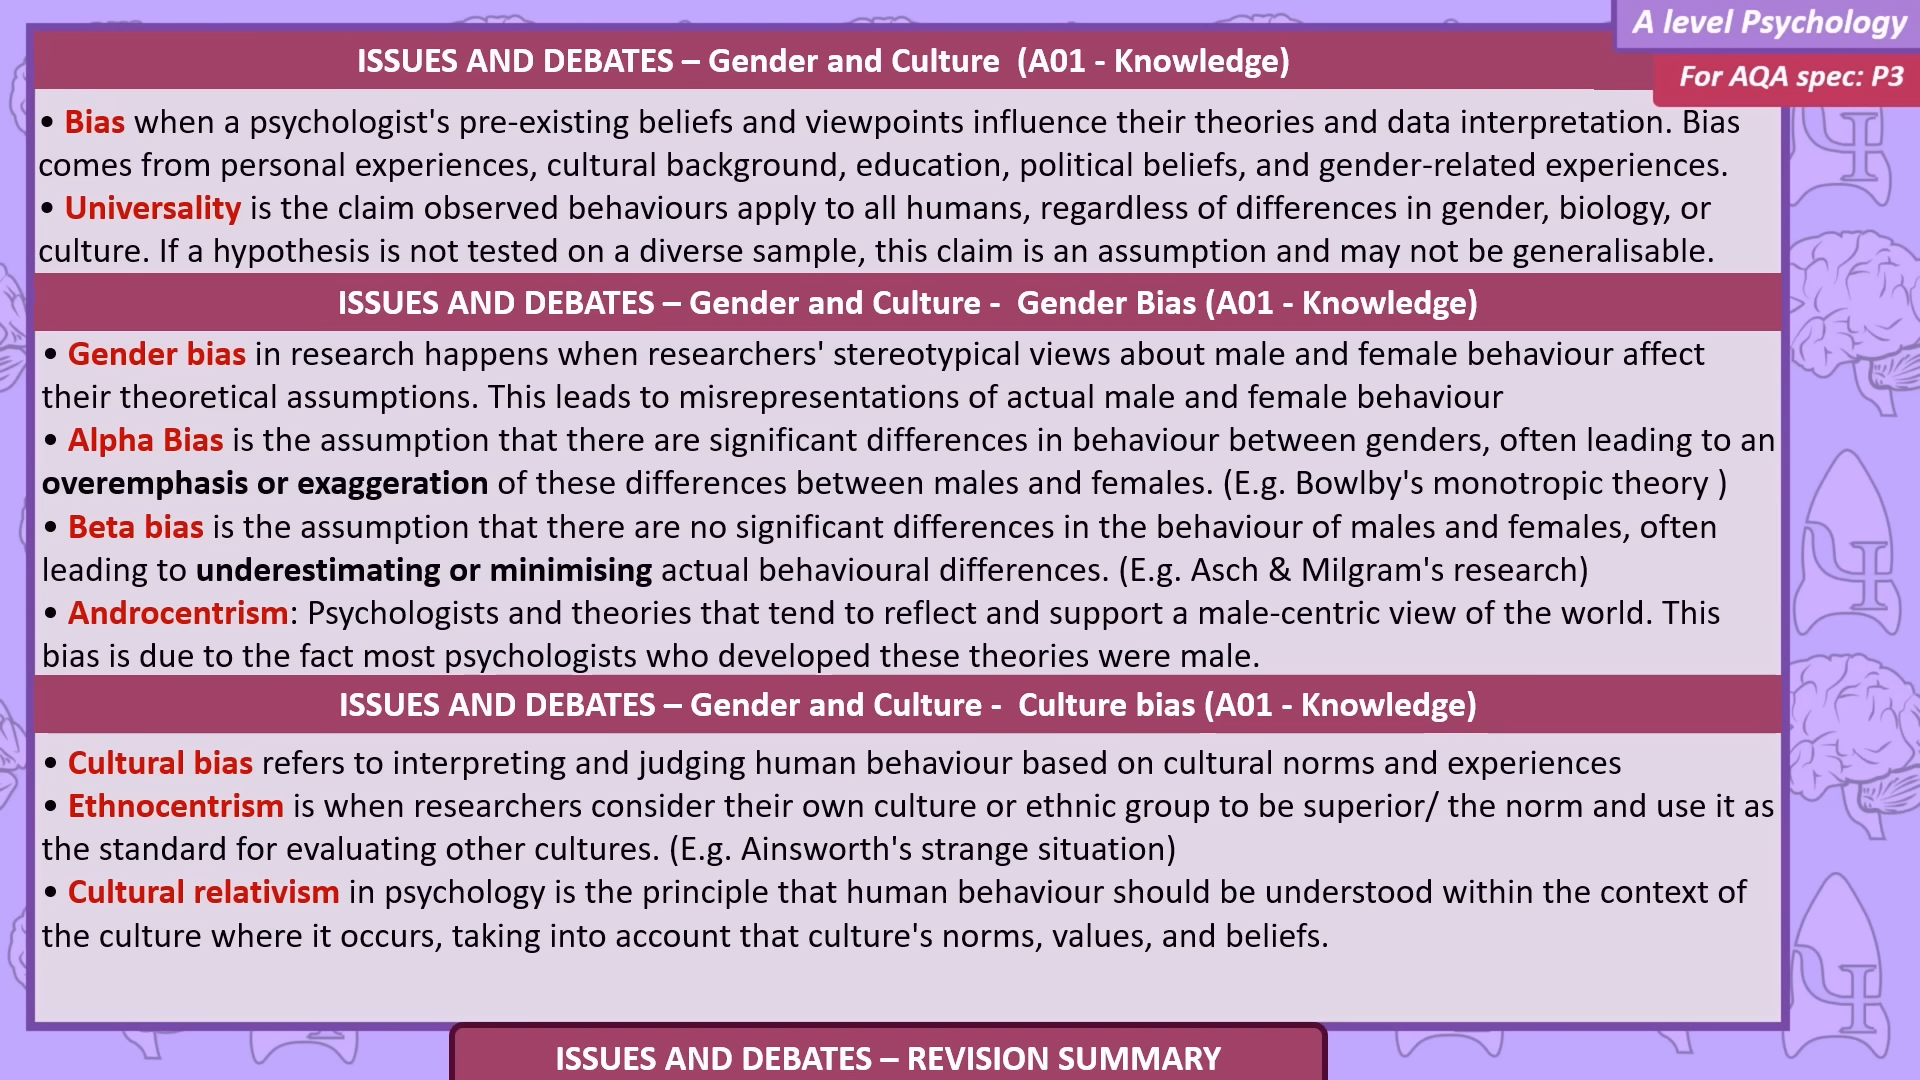 A level Psychology
For AQA spec: P3
ISSUES AND DEBATES – Gender and Culture (A01 - Knowledge)
• Bias when a psychologist's pre-existing beliefs and viewpoints influence their theories and data interpretation. Bias
comes from personal experiences, cultural background, education, political beliefs, and gender-related experiences.
• Universality is the claim observed behaviours apply to all humans, regardless of differences in gender, biology, or
culture. If a hypothesis is not tested on a diverse sample, this claim is an assumption and may not be generalisable.
ISSUES AND DEBATES – Gender and Culture - Gender Bias (A01 - Knowledge)
• Gender bias in research happens when researchers' stereotypical views about male and female behaviour affect
their theoretical assumptions. This leads to misrepresentations of actual male and female behaviour
• Alpha Bias is the assumption that there are significant differences in behaviour between genders, often leading to an
overemphasis or exaggeration of these differences between males and females. (E.g. Bowlby's monotropic theory )
• Beta bias is the assumption that there are no significant differences in the behaviour of males and females, often
leading to underestimating or minimising actual behavioural differences. (E.g. Asch & Milgram's research)
• Androcentrism: Psychologists and theories that tend to reflect and support a male-centric view of the world. This
bias is due to the fact most psychologists who developed these theories were male.
ISSUES AND DEBATES – Gender and Culture - Culture bias (A01 - Knowledge)
• Cultural bias refers to interpreting and judging human behaviour based on cultural norms and experiences
• Ethnocentrism is when researchers consider their own culture or ethnic group to be superior/ the norm and use it as
the standard for evaluating other cultures. (E.g. Ainsworth's strange situation)
• Cultural relativism in psychology is the principle that human behaviour should be understood within the context of
the culture where it occurs, taking into account that culture's norms, values, and beliefs.
ISSUES AND DEBATES – REVISION SUMMARY